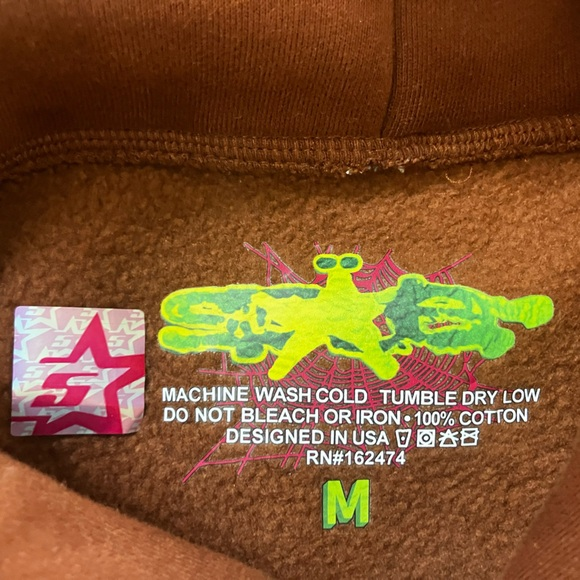 MACHINE WASH COLD TUMBLE DRY LOW
DO NOT BLEACH OR IRON • 100% COTTON
DESIGNED IN USA
RN#162474
M